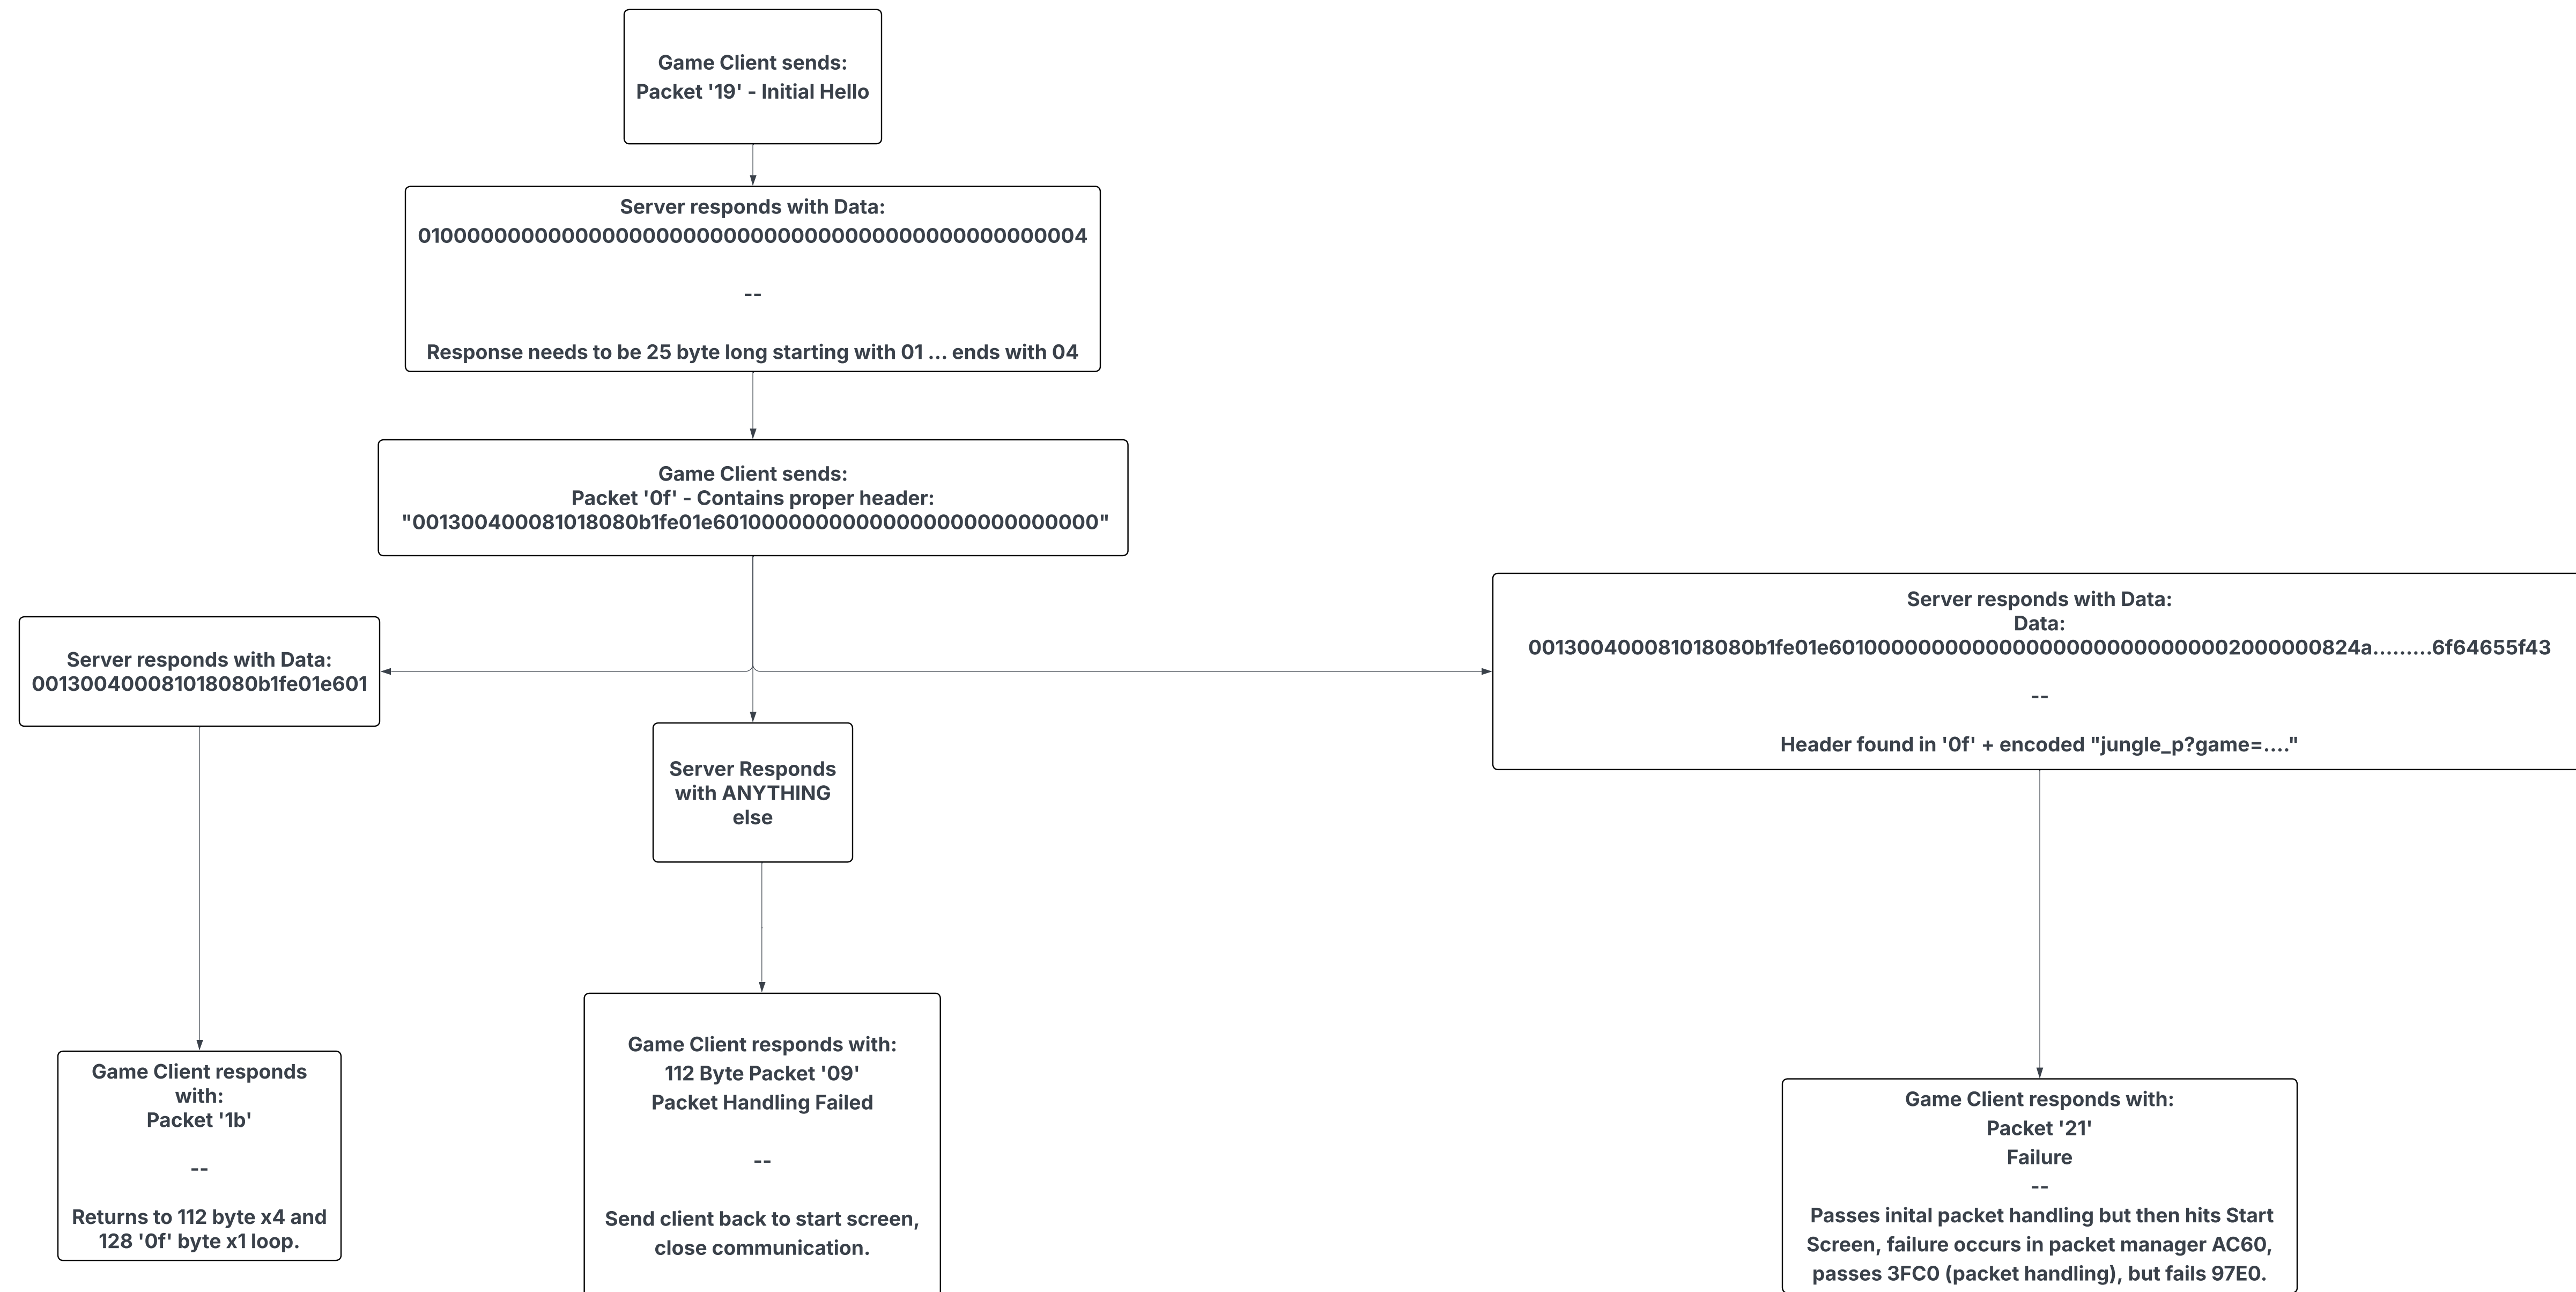 Game Client sends:
Packet '19' - Initial Hello
Server responds with Data:
01000000000000000000000000000000000000000000000004
--
Response needs to be 25 byte long starting with 01 ... ends with 04
Game Client sends:
Packet '0f' - Contains proper header:
"001300400081018080b1fe01e60100000000000000000000000000"
Server responds with Data:
001300400081018080b1fe01e601
Server Responds
with ANYTHING
else
Server responds with Data:
Data:
001300400081018080b1fe01e601000000000000000000000000002000000824a.........6f64655f43
--
Header found in '0f' + encoded "jungle_p?game=...."
Game Client responds
with:
Packet '1b'
--
Returns to 112 byte x4 and
128 '0f' byte x1 loop.
Game Client responds with:
112 Byte Packet '09'
Packet Handling Failed
--
Send client back to start screen,
close communication.
Game Client responds with:
Packet '21'
Failure
--
Passes inital packet handling but then hits Start
Screen, failure occurs in packet manager AC60,
passes 3FC0 (packet handling), but fails 97E0.